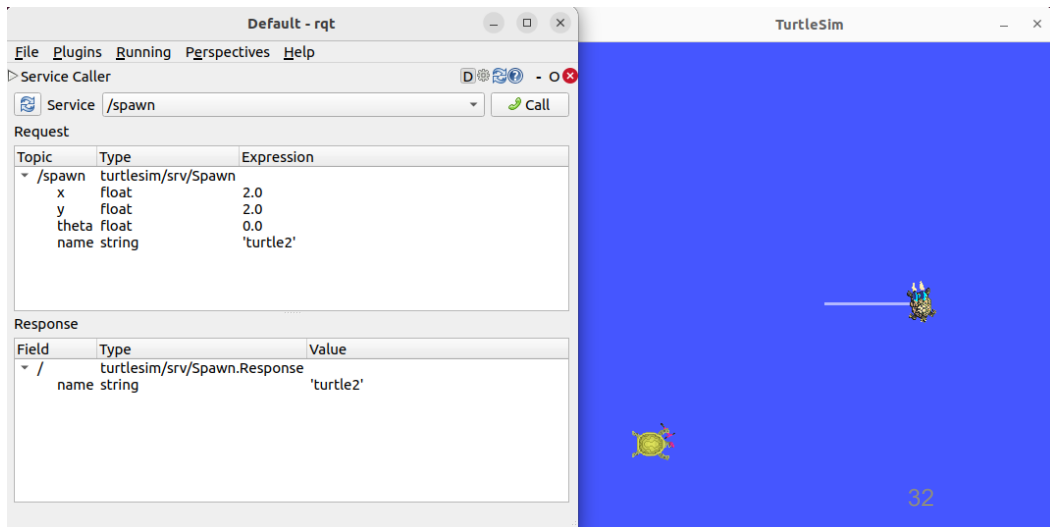 Default - rqt
File Plugins Running Perspectives Help
Service Caller
D - O
Service /spawn Call
Request
Topic Type Expression
/spawn turtlesim/srv/Spawn
x float 2.0
y float 2.0
theta float 0.0
name string 'turtle2'
Response
Field Type Value
/ turtlesim/srv/Spawn.Response
name string 'turtle2'
TurtleSim
32